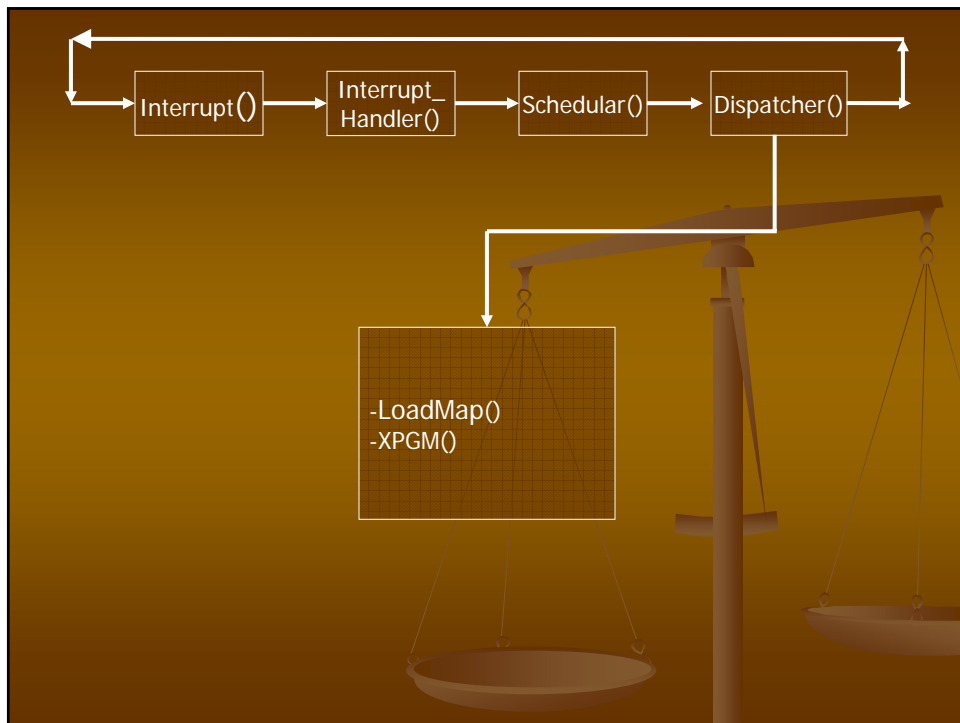 Interrupt()
Interrupt_
Handler()
Schedular()
Dispatcher()
-LoadMap()
-XPGM()